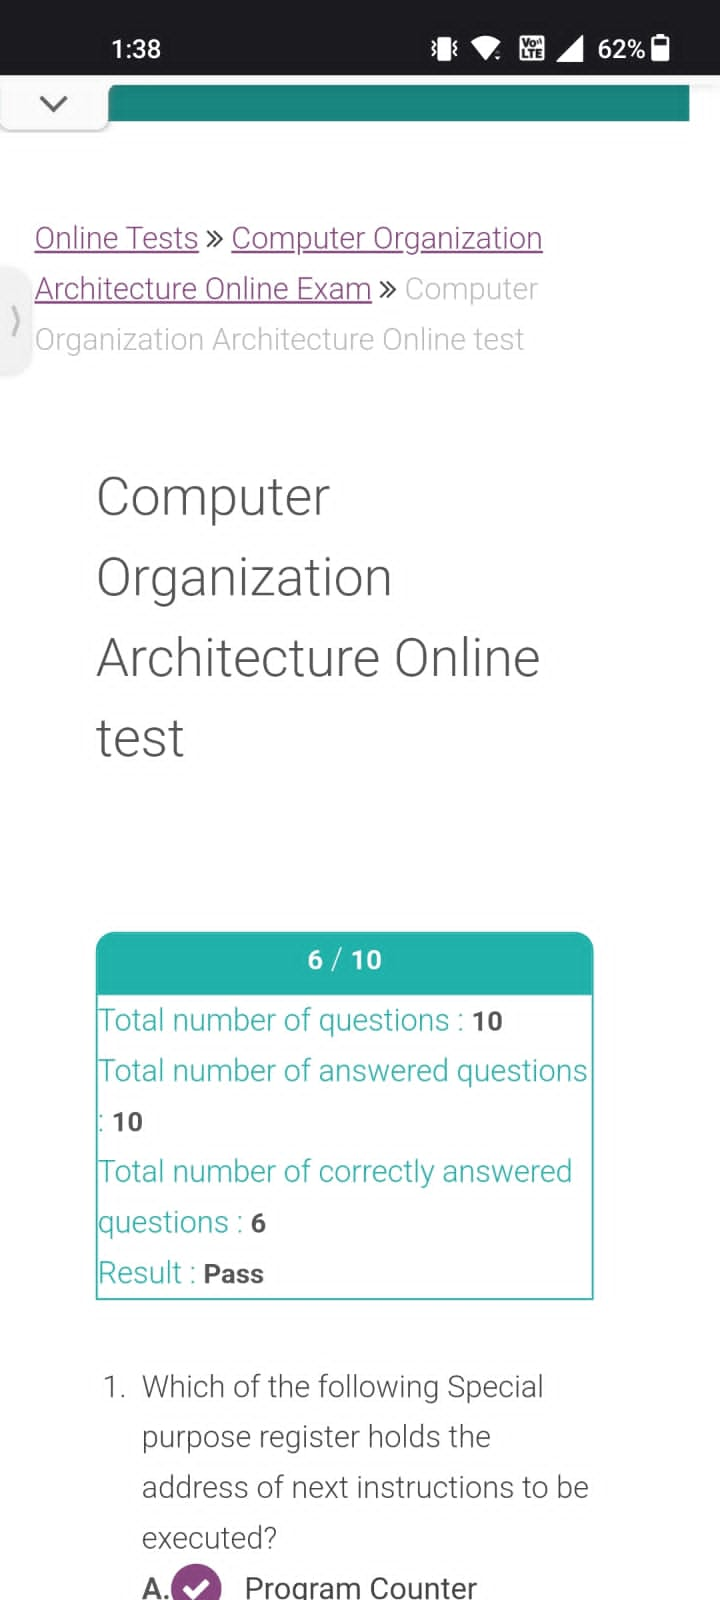 1:38
Vo)) LTE
62%
Online Tests » Computer Organization
Architecture Online Exam » Computer
Organization Architecture Online test
Computer
Organization
Architecture Online
test
6 / 10
Total number of questions : 10
Total number of answered questions
: 10
Total number of correctly answered
questions : 6
Result : Pass
1. Which of the following Special
purpose register holds the
address of next instructions to be
executed?
A. Program Counter